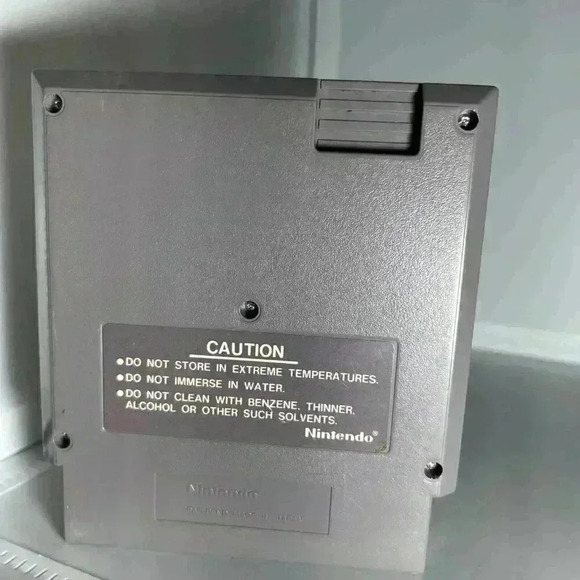 CAUTION
●DO NOT STORE IN EXTREME TEMPERATURES.
●DO NOT IMMERSE IN WATER.
●DO NOT CLEAN WITH BENZENE, THINNER,
ALCOHOL OR OTHER SUCH SOLVENTS.
Nintendo®
Nintendo